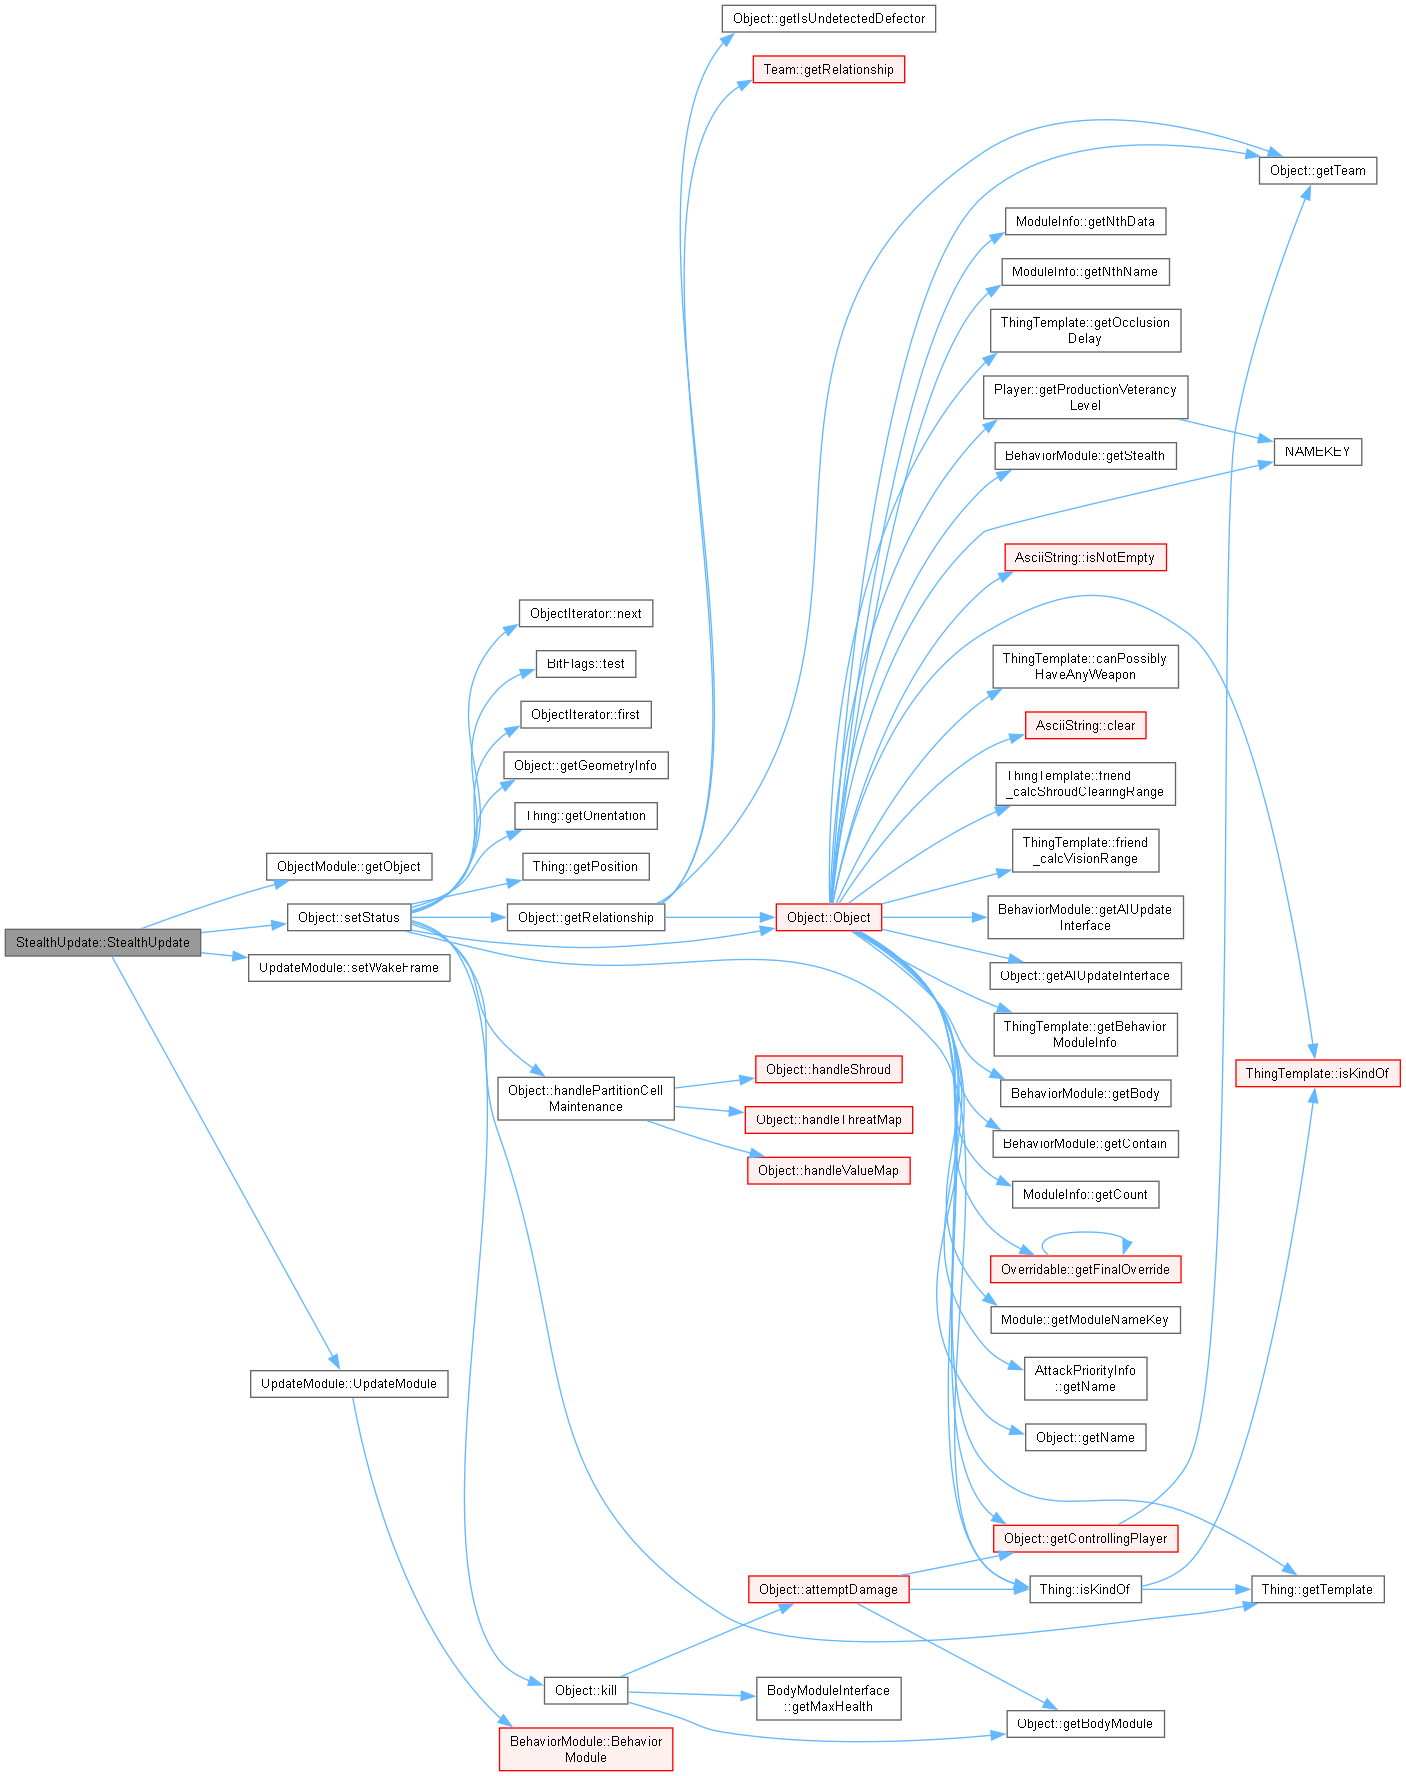 Object::getIsUndetectedDefector
Team::getRelationship
Object::getTeam
ModuleInfo::getNthData
ModuleInfo::getNthName
ThingTemplate::getOcclusion
Delay
Player::getProductionVeterancy
Level
NAMEKEY
BehaviorModule::getStealth
AsciiString::isNotEmpty
ObjectIterator::next
BitFlags::test
ThingTemplate::canPossibly
HaveAnyWeapon
ObjectIterator::first
AsciiString::clear
Object::getGeometryInfo
ThingTemplate::friend
_calcShroudClearingRange
Thing::getOrientation
ThingTemplate::friend
_calcVisionRange
ObjectModule::getObject
Thing::getPosition
Object::setStatus
Object::getRelationship
Object::Object
BehaviorModule::getAIUpdate
Interface
StealthUpdate::StealthUpdate
UpdateModule::setWakeFrame
Object::getAIUpdateInterface
ThingTemplate::getBehavior
ModuleInfo
Object::handleShroud
ThingTemplate::isKindOf
Object::handlePartitionCell
Maintenance
BehaviorModule::getBody
Object::handleThreatMap
BehaviorModule::getContain
Object::handleValueMap
ModuleInfo::getCount
Overridable::getFinalOverride
Module::getModuleNameKey
UpdateModule::UpdateModule
AttackPriorityInfo
::getName
Object::getName
Object::getControllingPlayer
Object::attemptDamage
Thing::isKindOf
Thing::getTemplate
Object::kill
BodyModuleInterface
::getMaxHealth
Object::getBodyModule
BehaviorModule::Behavior
Module